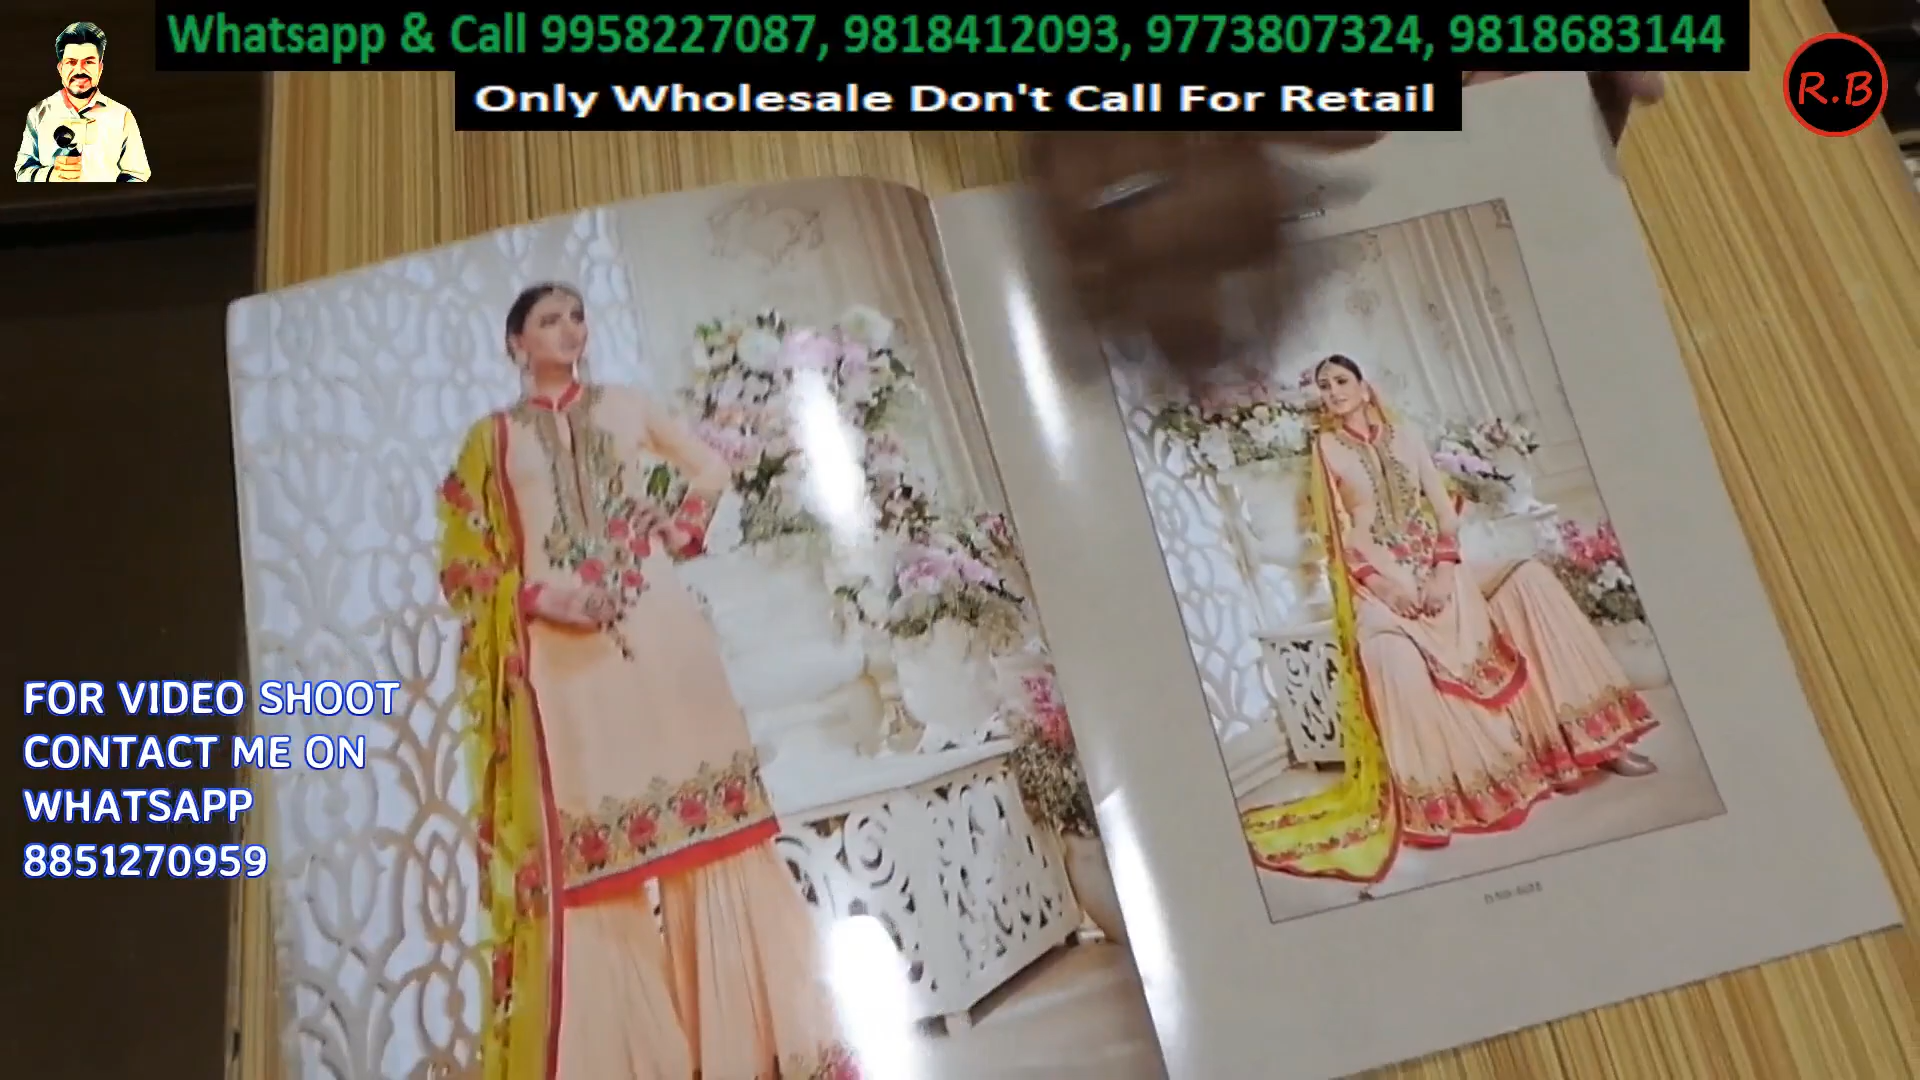 Whatsapp & Call 9958227087, 9818412093, 9773807324, 9818683144
Only Wholesale Don't Call For Retail
R.B
FOR VIDEO SHOOT
CONTACT ME ON
WHATSAPP
8851270959